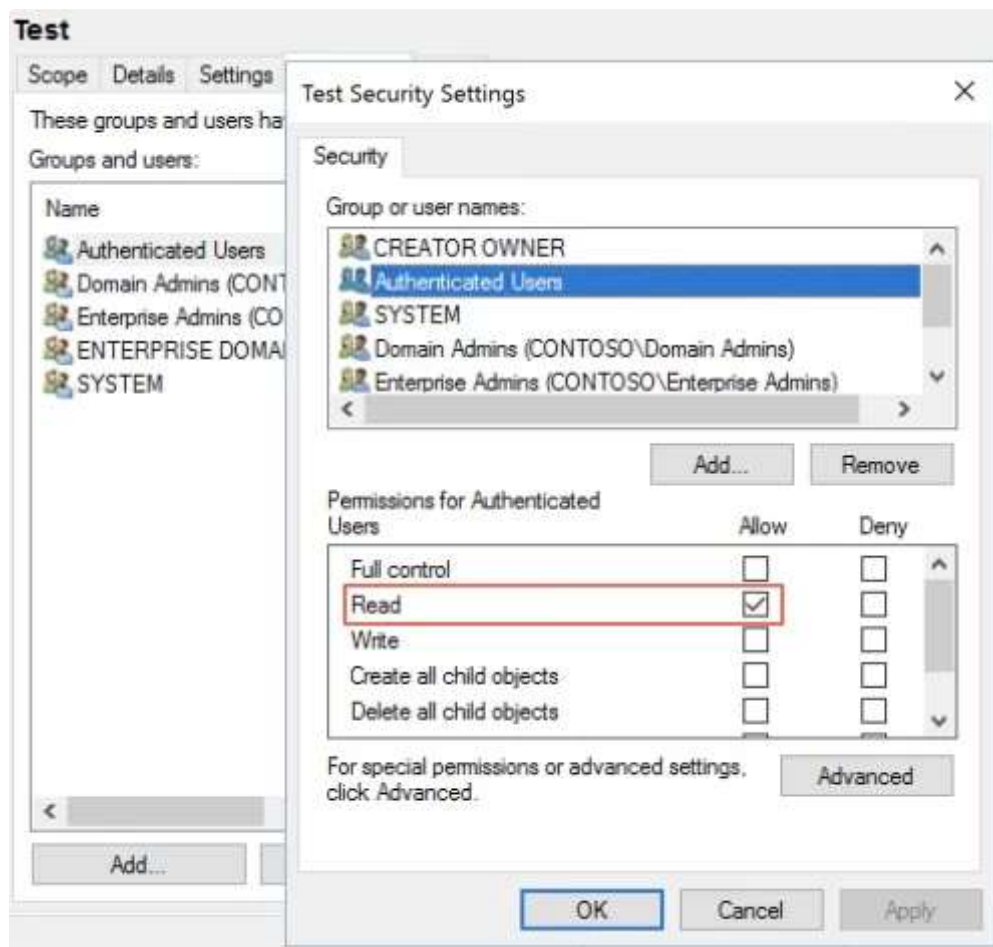 Test
Scope Details Settings
These groups and users ha
Groups and users:
Name
Authenticated Users
Domain Admins (CONT
Enterprise Admins (CO
ENTERPRISE DOMA
SYSTEM
Add...
Test Security Settings
Security
Group or user names:
CREATOR OWNER
Authenticated Users
SYSTEM
Domain Admins (CONTOSO\Domain Admins)
Enterprise Admins (CONTOSO\Enterprise Admins)
Add... Remove
Permissions for Authenticated
Users Allow Deny
Full control
Read
Write
Create all child objects
Delete all child objects
For special permissions or advanced settings,
click Advanced.
Advanced
OK Cancel Apply